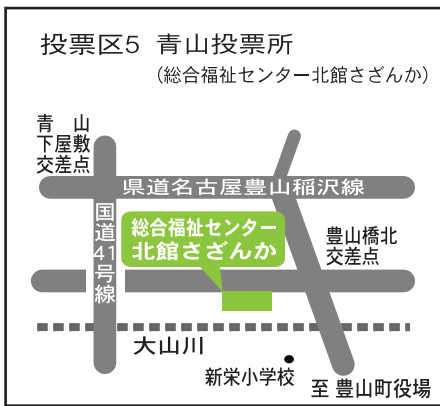 投票区5 青山投票所
(総合福祉センター北館さざんか)
青山
下屋敷
交差点
県道名古屋豊山稲沢線
国道41号線
総合福祉センター
北館さざんか
豊山橋北
交差点
大山川
新栄小学校
至 豊山町役場